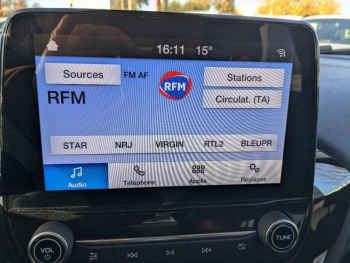 16:11 15°
Sources FM AF RFM Stations
RFM
Circulat. (TA)
STAR NRJ VIRGIN RTL2 BLEUPR
Audio Téléphone Applis Réglages
VOL TUNE